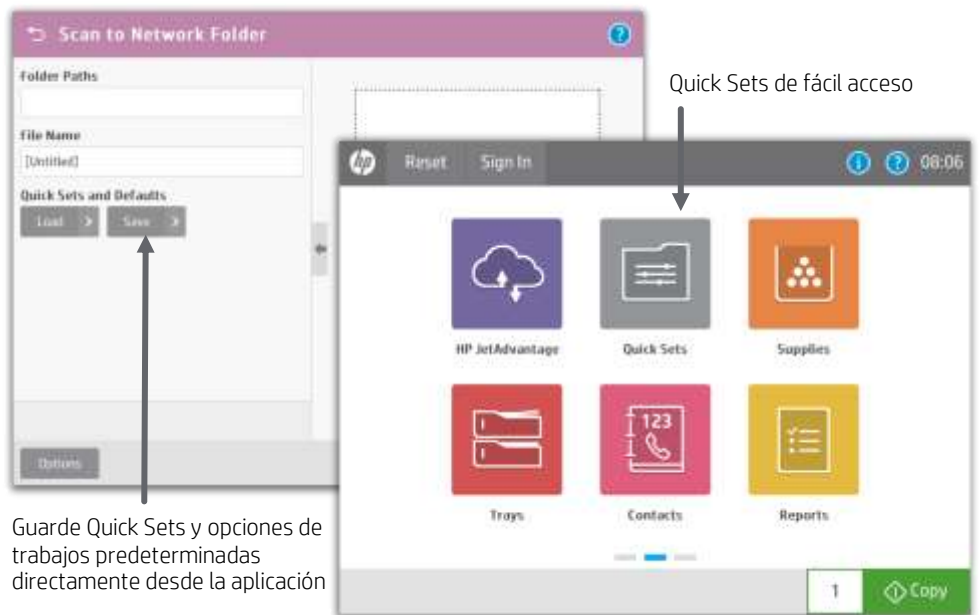 Scan to Network Folder
?
Folder Paths
File Name
[Untitled]
Quick Sets and Defaults
Load >
Save >
Options
Guarde Quick Sets y opciones de
trabajos predeterminadas
directamente desde la aplicación
Quick Sets de fácil acceso
hp
Reset
Sign In
i
?
08:06
HP JetAdvantage
Quick Sets
Supplies
123
Trays
Contacts
Reports
1
Copy